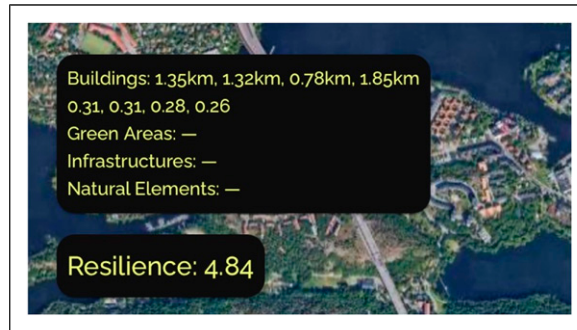 Buildings: 1.35km, 1.32km, 0.78km, 1.85km
0.31, 0.31, 0.28, 0.26
Green Areas: —
Infrastructures: —
Natural Elements: —
Resilience: 4.84